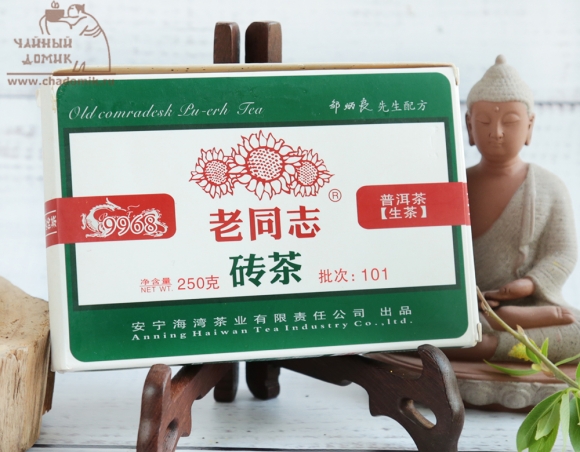 ЧАЙНЫЙ
ДОМИК
Old comradesk Pu-erh Tea
邹炳良 先生配方
9968
老同志
®
普洱茶
【生茶】
砖茶
净含量
NET WT. 250克
批次：101
安宁海湾茶业有限责任公司 出品
Anning Haiwan Tea Industry Co.,ltd.